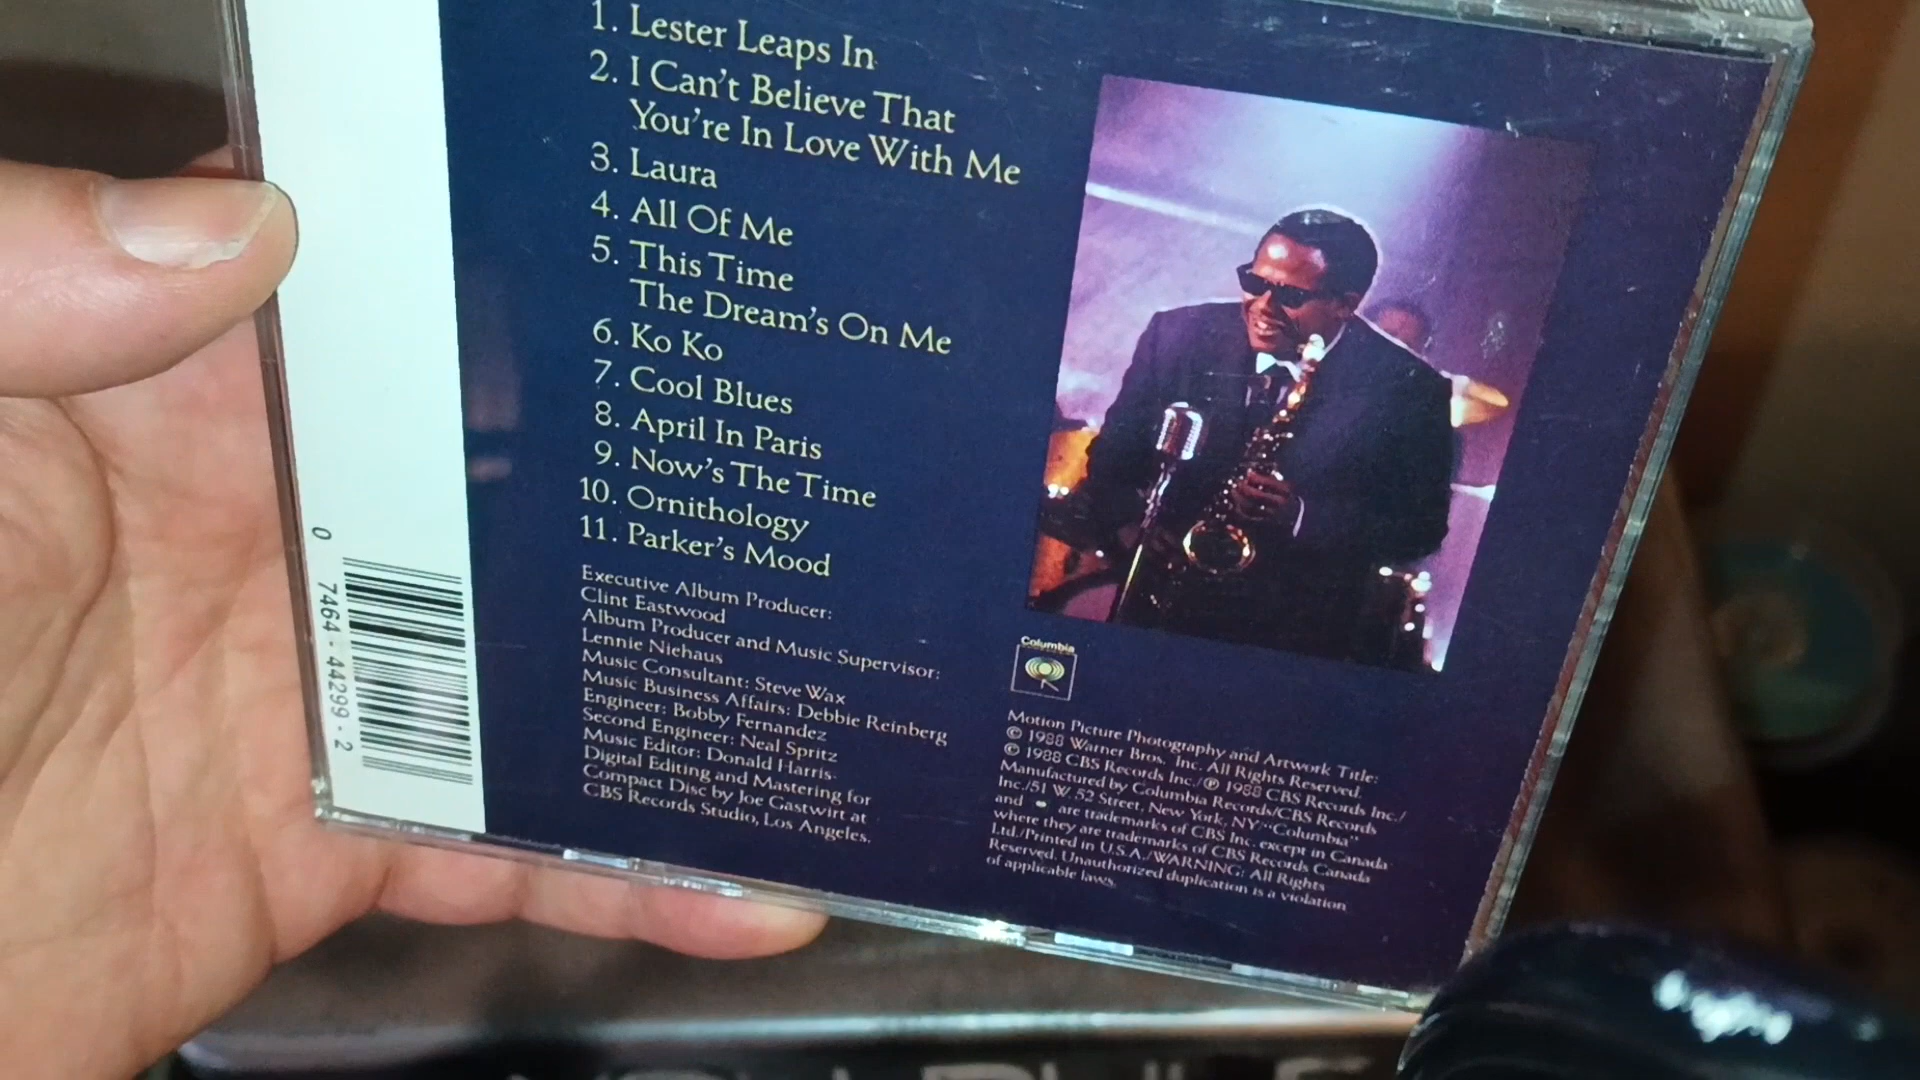 1. Lester Leaps In
2. I Can't Believe That
You're In Love With Me
3. Laura
4. All Of Me
5. This Time
The Dream's On Me
6. Ko Ko
7. Cool Blues
8. April In Paris
9. Now's The Time
10. Ornithology
11. Parker's Mood
Executive Album Producer:
Clint Eastwood
Album Producer and Music Supervisor:
Lennie Niehaus
Music Consultant: Steve Wax
Music Business Affairs: Debbie Reinberg
Engineer: Bobby Fernandez
Second Engineer: Neal Spritz
Music Editor: Donald Harris
Digital Editing and Mastering for
Compact Disc by Joe Gastwirt at
CBS Records Studio, Los Angeles.
0 7464-44299-2
Columbia
Motion Picture Photography and Artwork Title:
© 1988 Warner Bros. Inc. All Rights Reserved.
© 1988 CBS Records Inc./℗ 1988 CBS Records Inc./
Manufactured by Columbia Records/CBS Records
Inc./51 W. 52 Street, New York, NY/"Columbia"
and are trademarks of CBS Inc. except in Canada
where they are trademarks of CBS Records Canada
Ltd./Printed in U.S.A./WARNING: All Rights
Reserved. Unauthorized duplication is a violation
of applicable laws.